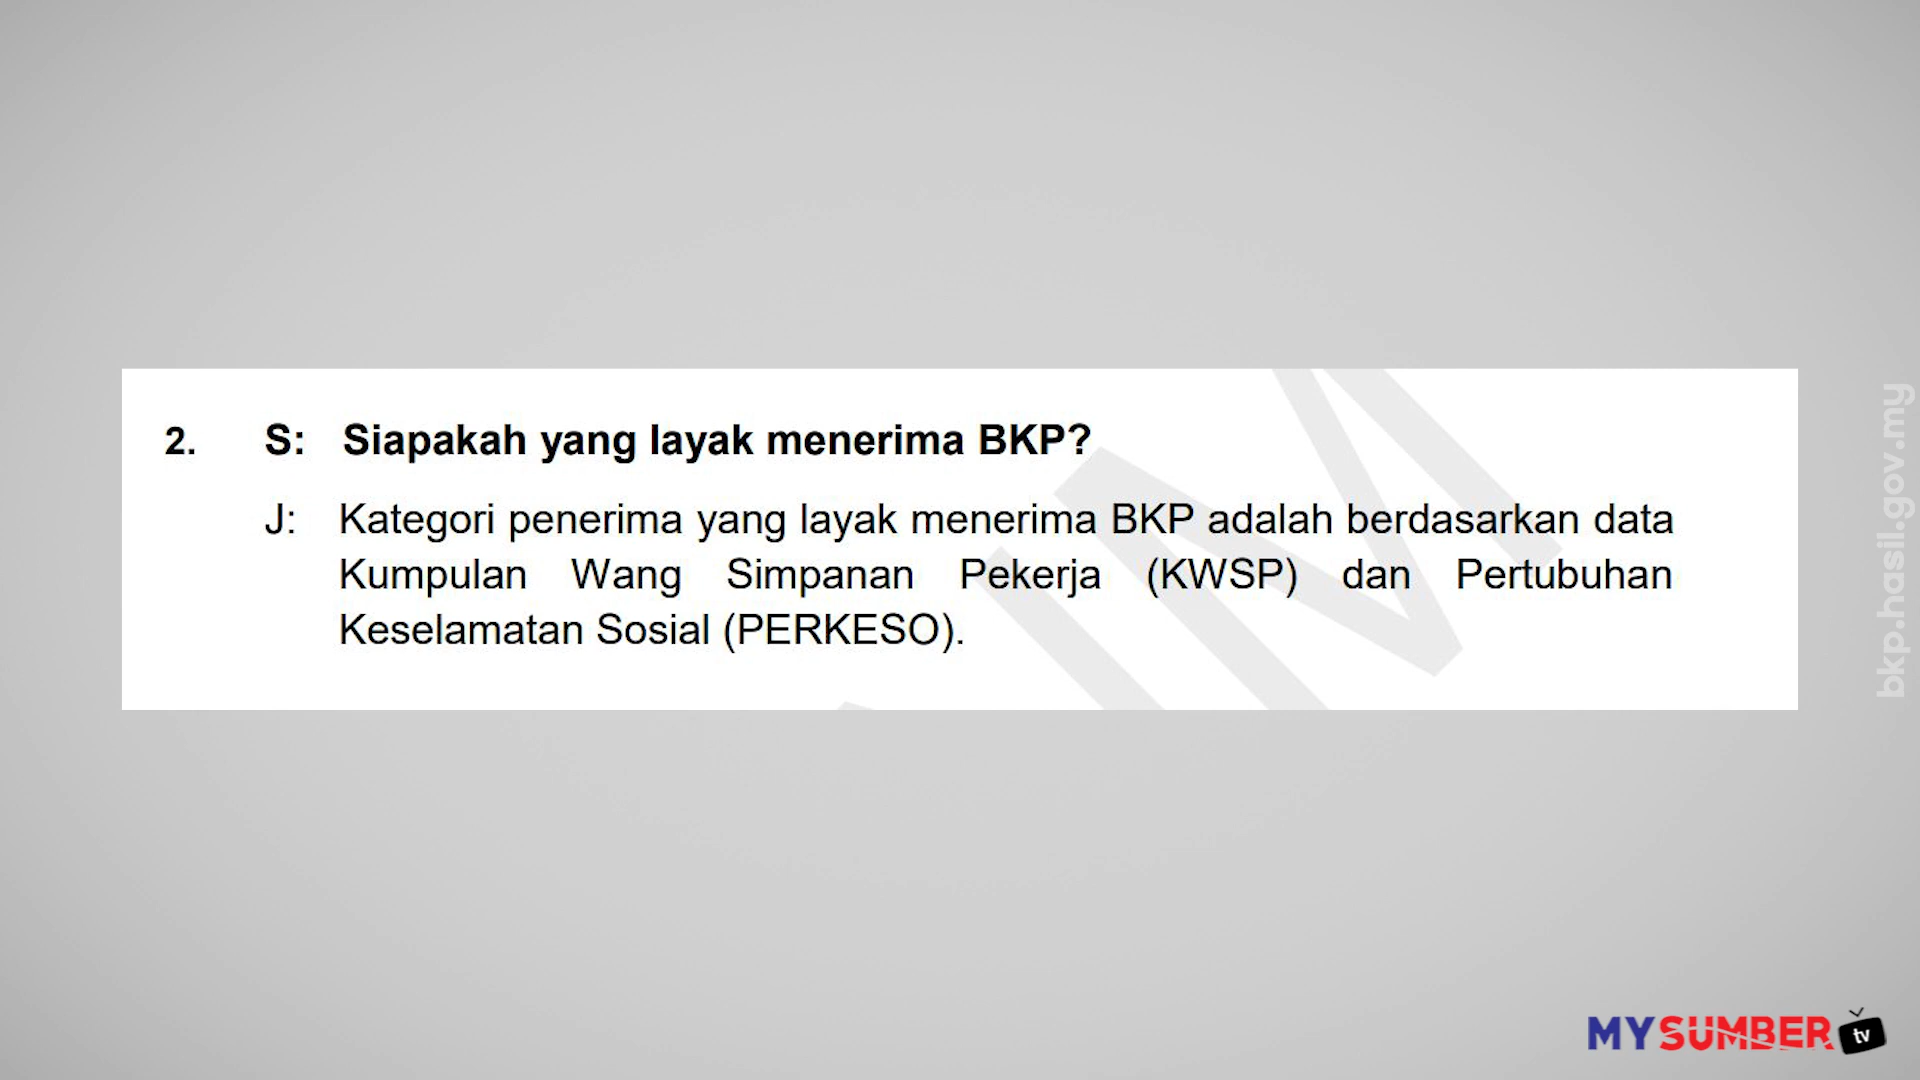 2. S: Siapakah yang layak menerima BKP?
J: Kategori penerima yang layak menerima BKP adalah berdasarkan data
Kumpulan Wang Simpanan Pekerja (KWSP) dan Pertubuhan
Keselamatan Sosial (PERKESO).
bkp.hasil.gov.my
MYSUMBER tv